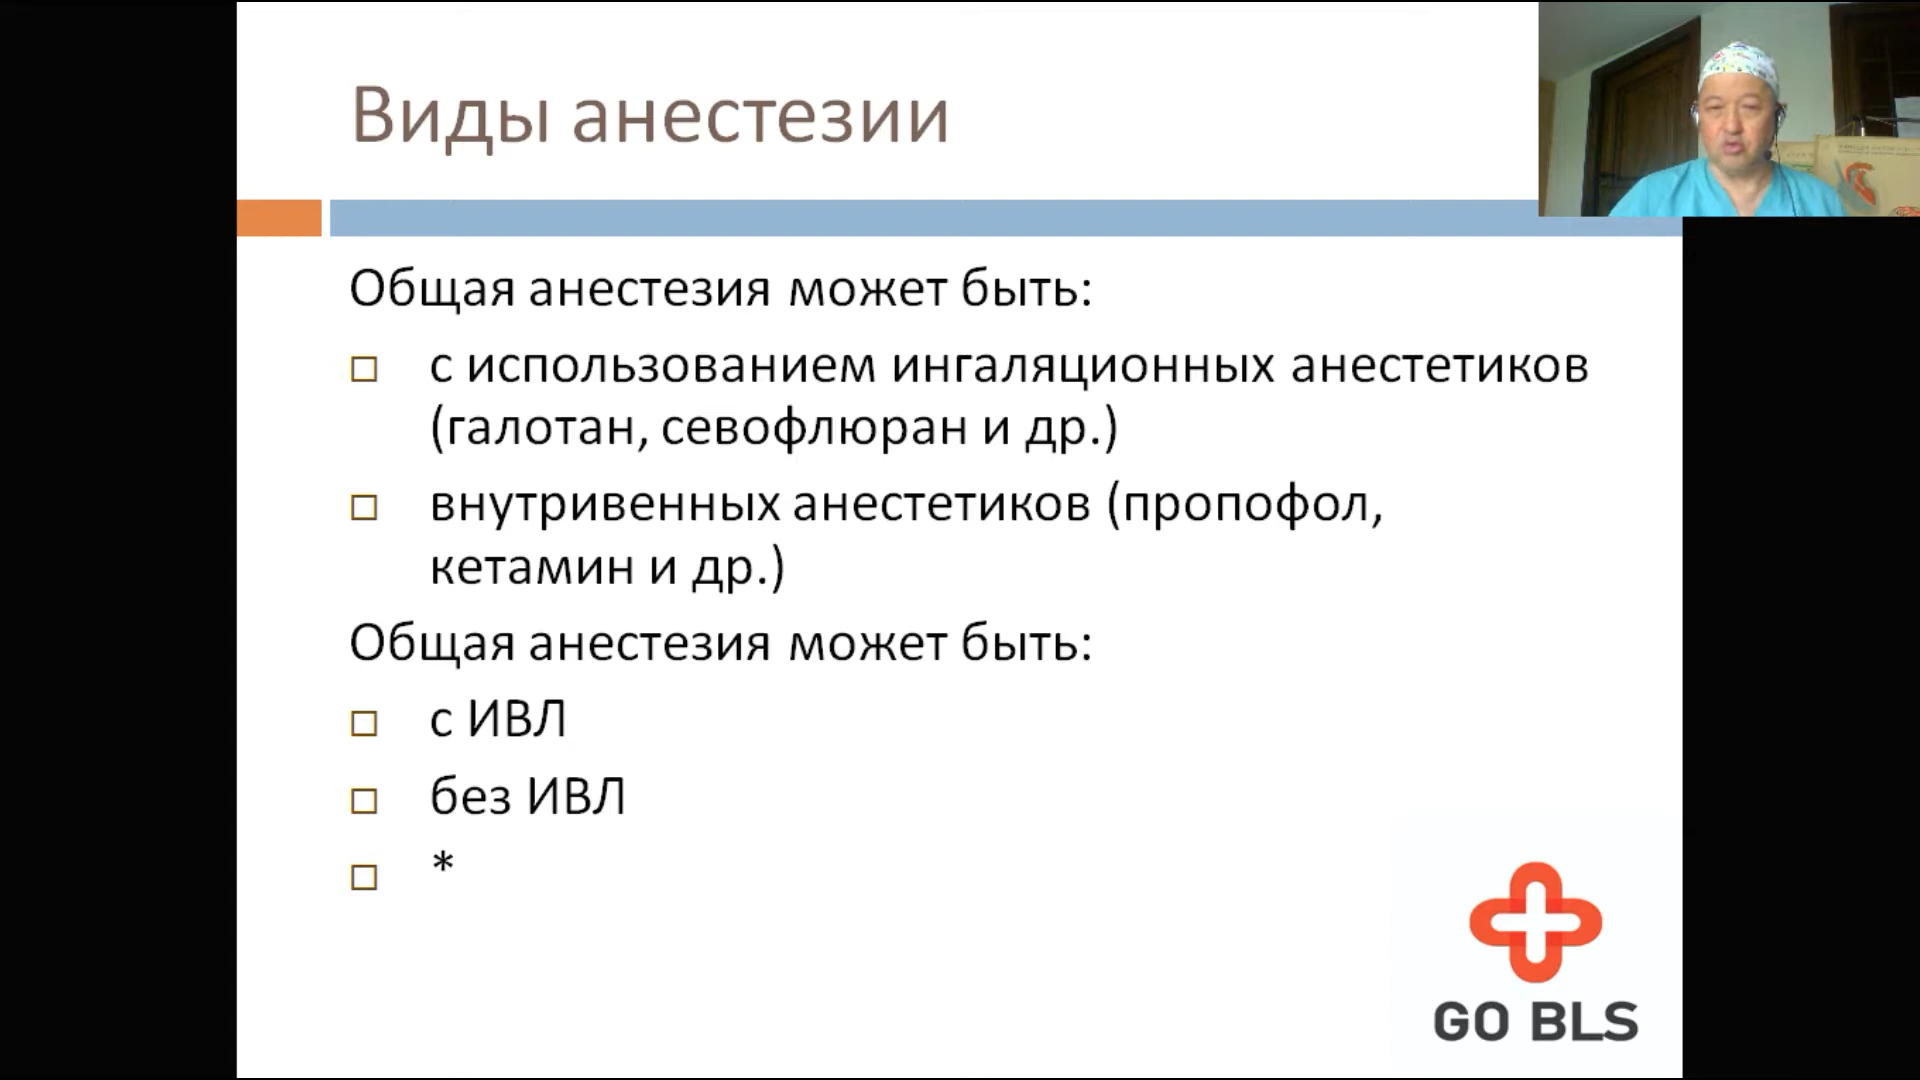 Виды анестезии
Общая анестезия может быть:
с использованием ингаляционных анестетиков
(галотан, севофлюран и др.)
внутривенных анестетиков (пропофол,
кетамин и др.)
Общая анестезия может быть:
с ИВЛ
без ИВЛ
*
GO BLS